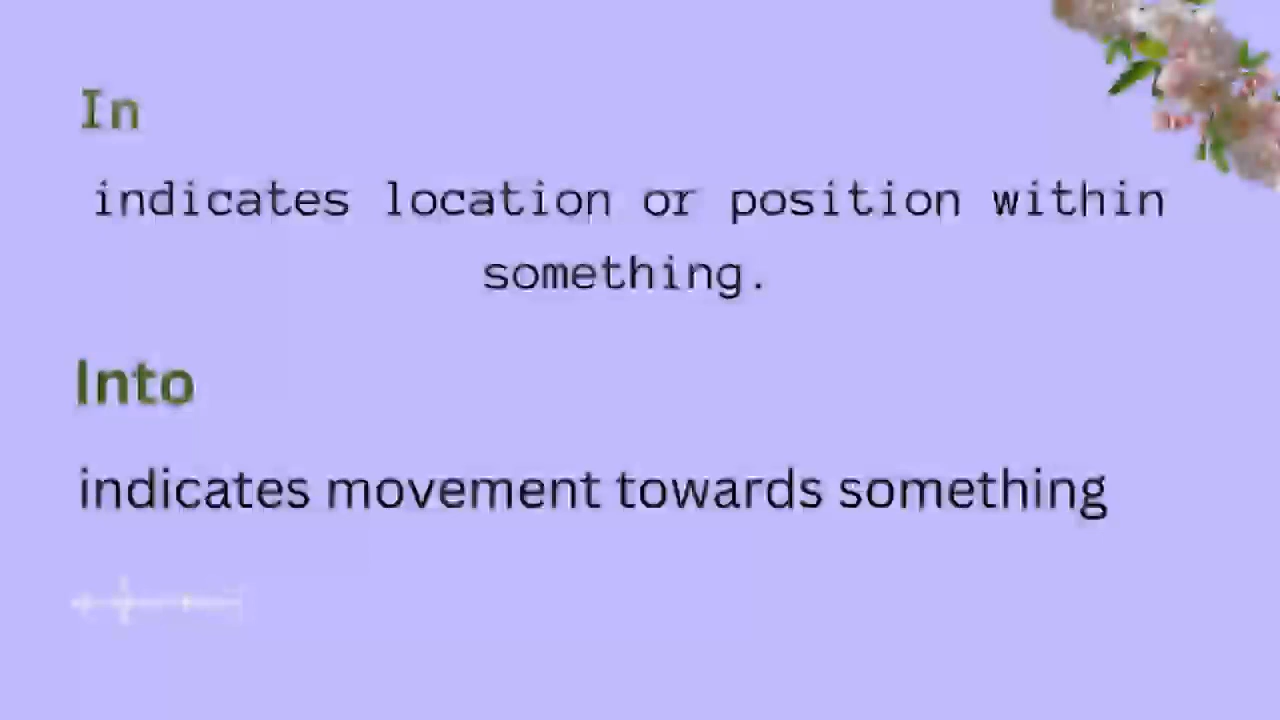 In
indicates location or position within
something.
Into
indicates movement towards something